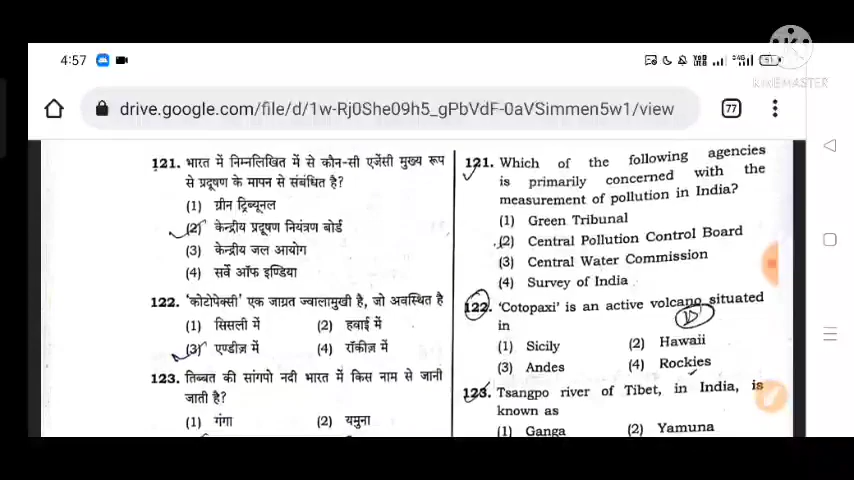 4:57
KINEMASTER
drive.google.com/file/d/1w-Rj0She09h5_gPbVdF-0aVSimmen5w1/view
77
121. भारत में निम्नलिखित में से कौन-सी एजेंसी मुख्य रूप
से प्रदूषण के मापन से संबंधित है?
(1) ग्रीन ट्रिब्यूनल
(2) केन्द्रीय प्रदूषण नियंत्रण बोर्ड
(3) केन्द्रीय जल आयोग
(4) सर्वे ऑफ इण्डिया
122. ‘कोटोपेक्सी’ एक जाग्रत ज्वालामुखी है, जो अवस्थित है
(1) सिसली में (2) हवाई में
(3) एण्डीज़ में (4) रॉकीज़ में
123. तिब्बत की सांगपो नदी भारत में किस नाम से जानी
जाती है?
(1) गंगा (2) यमुना
121. Which of the following agencies
is primarily concerned with the
measurement of pollution in India?
(1) Green Tribunal
(2) Central Pollution Control Board
(3) Central Water Commission
(4) Survey of India
122. ‘Cotopaxi’ is an active volcano situated
in
(1) Sicily (2) Hawaii
(3) Andes (4) Rockies
123. Tsangpo river of Tibet, in India, is
known as
(1) Ganga (2) Yamuna